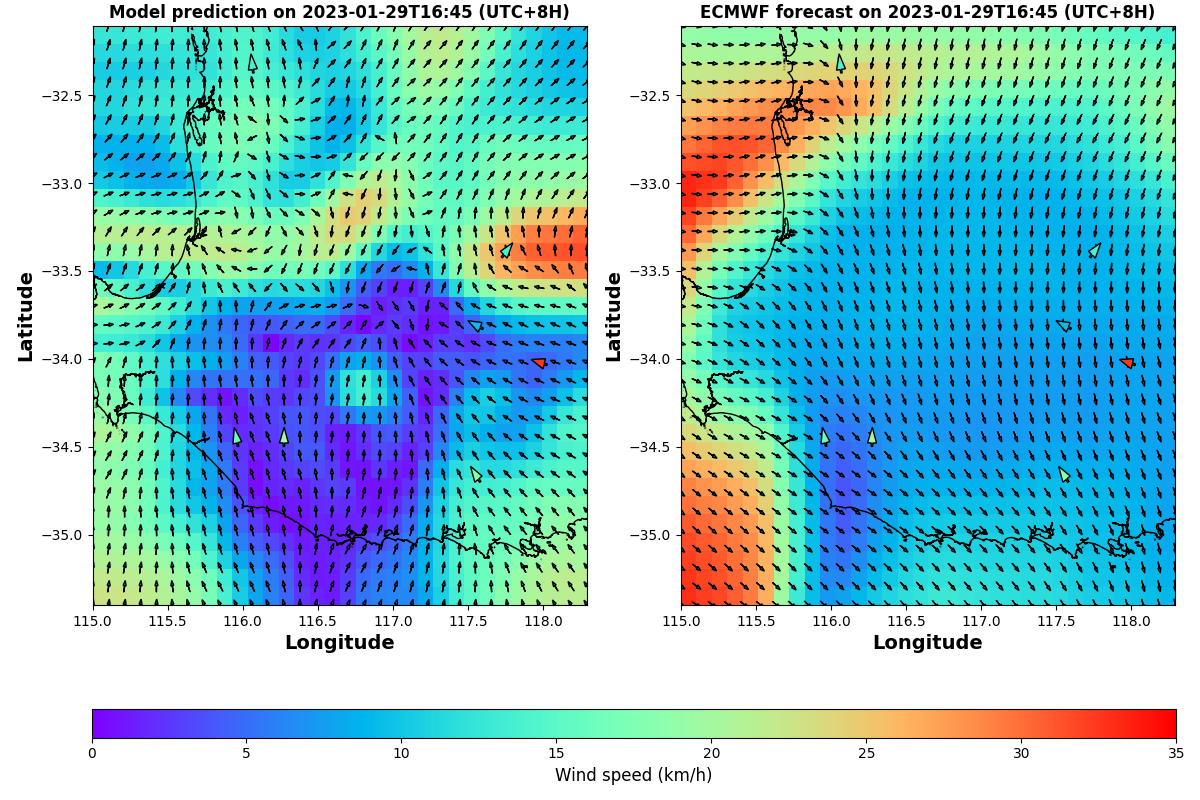 Model prediction on 2023-01-29T16:45 (UTC+8H)
ECMWF forecast on 2023-01-29T16:45 (UTC+8H)
Latitude
−32.5
−33.0
−33.5
−34.0
−34.5
−35.0
115.0 115.5 116.0 116.5 117.0 117.5 118.0
Longitude
Latitude
−32.5
−33.0
−33.5
−34.0
−34.5
−35.0
115.0 115.5 116.0 116.5 117.0 117.5 118.0
Longitude
0 5 10 15 20 25 30 35
Wind speed (km/h)